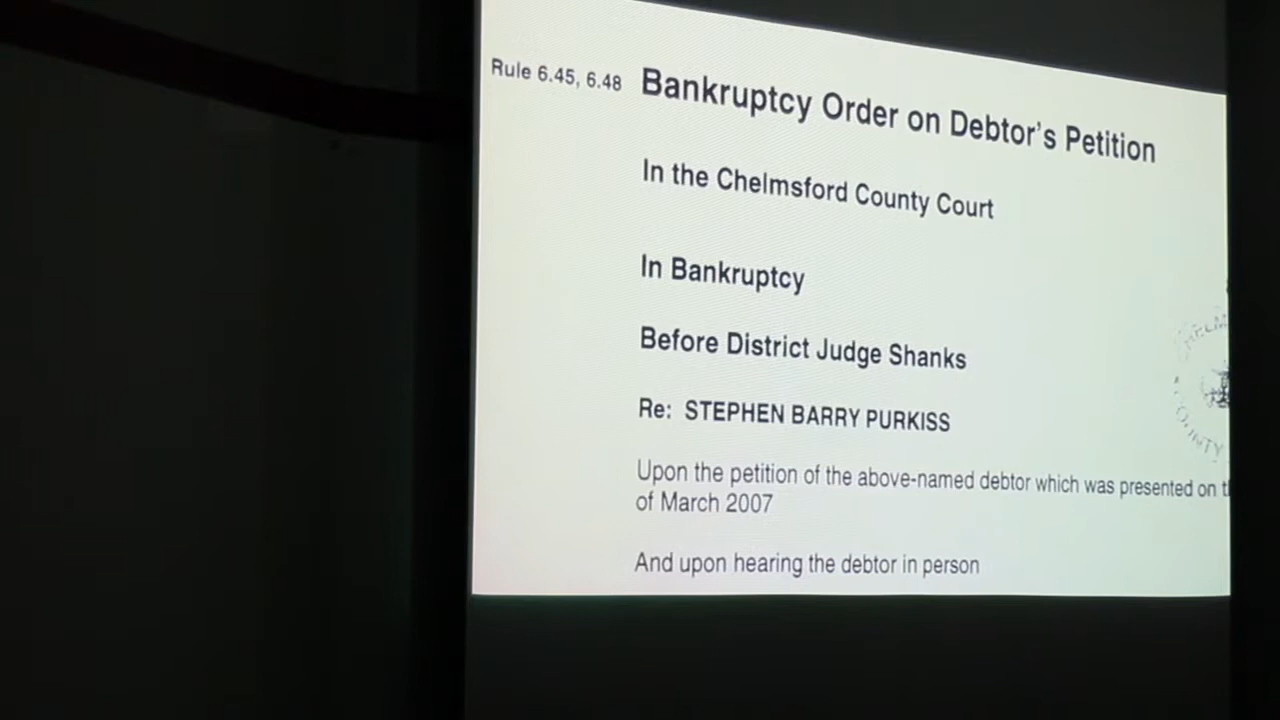 Rule 6.45, 6.48 Bankruptcy Order on Debtor's Petition
In the Chelmsford County Court
In Bankruptcy
Before District Judge Shanks
Re: STEPHEN BARRY PURKISS
Upon the petition of the above-named debtor which was presented on
of March 2007
And upon hearing the debtor in person
COUNTY